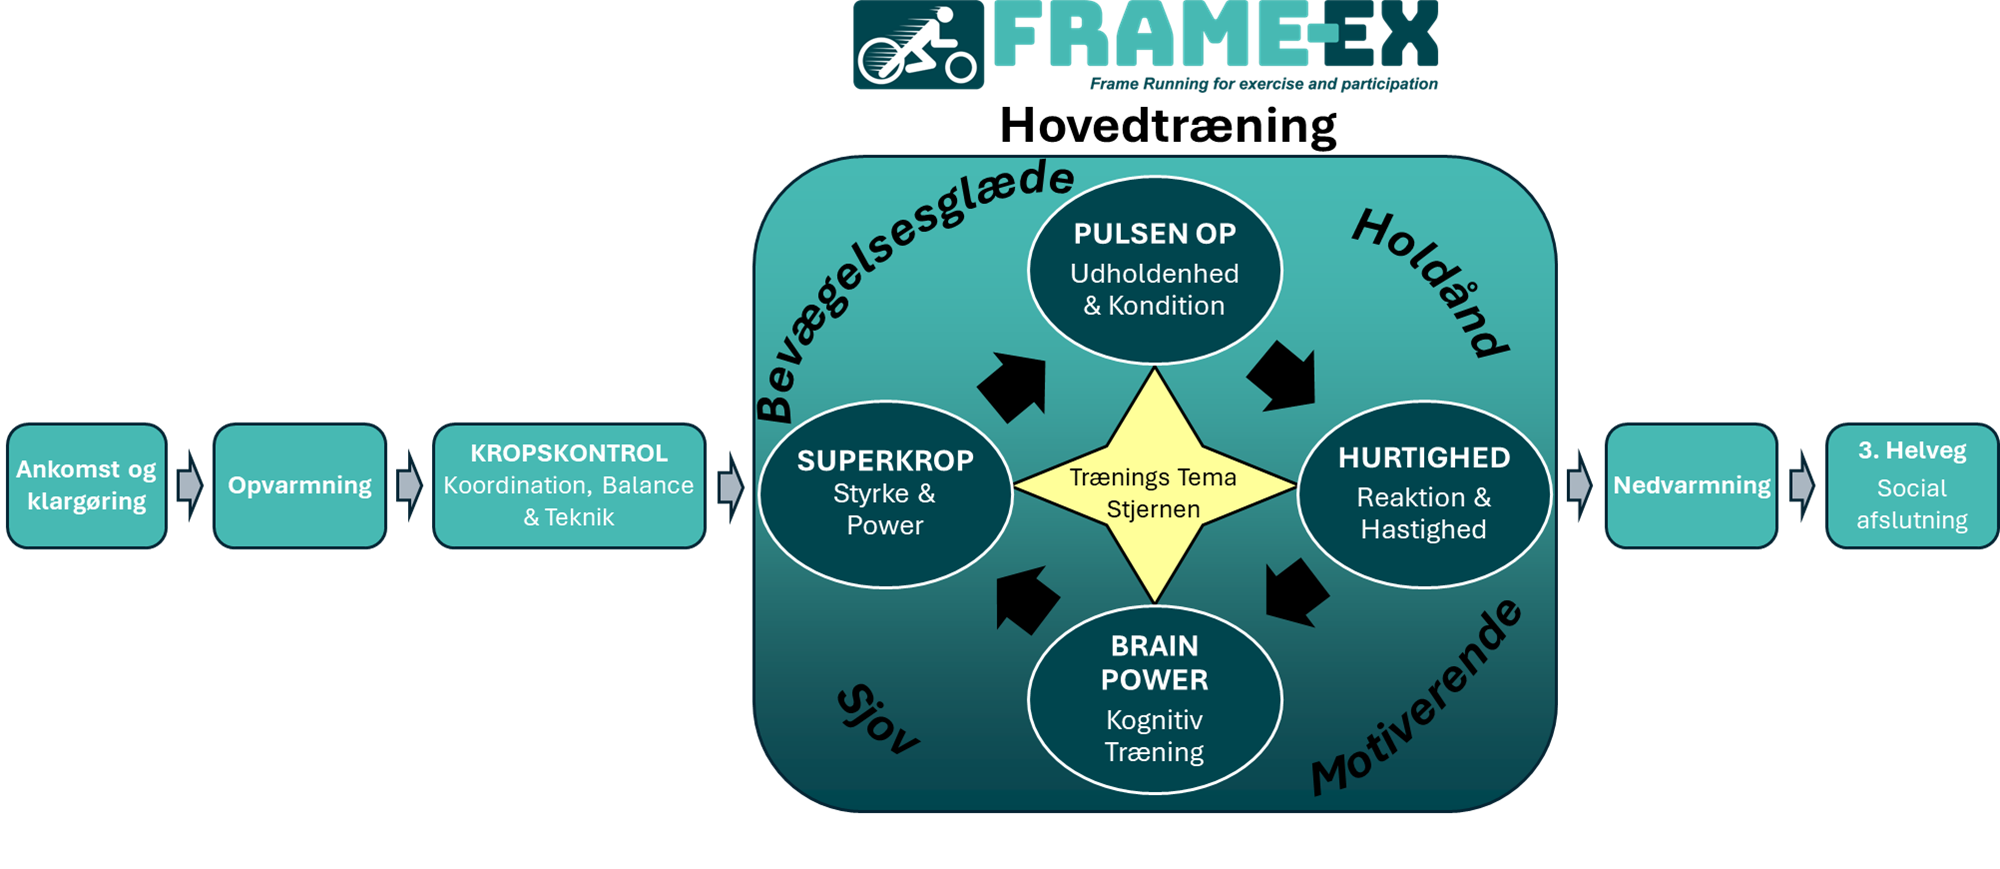 FRAME-EX
Frame Running for exercise and participation
Hovedtræning
Bevægelsesglæde
Holdånd
PULSEN OP
Udholdenhed
& Kondition
Ankomst og
klargøring
Opvarmning
KROPSKONTROL
Koordination, Balance
& Teknik
SUPERKROP
Styrke &
Power
Trænings Tema
Stjernen
HURTIGHED
Reaktion &
Hastighed
Nedvarmning
3. Helveg
Social
afslutning
BRAIN
POWER
Kognitiv
Træning
Sjov
Motiverende